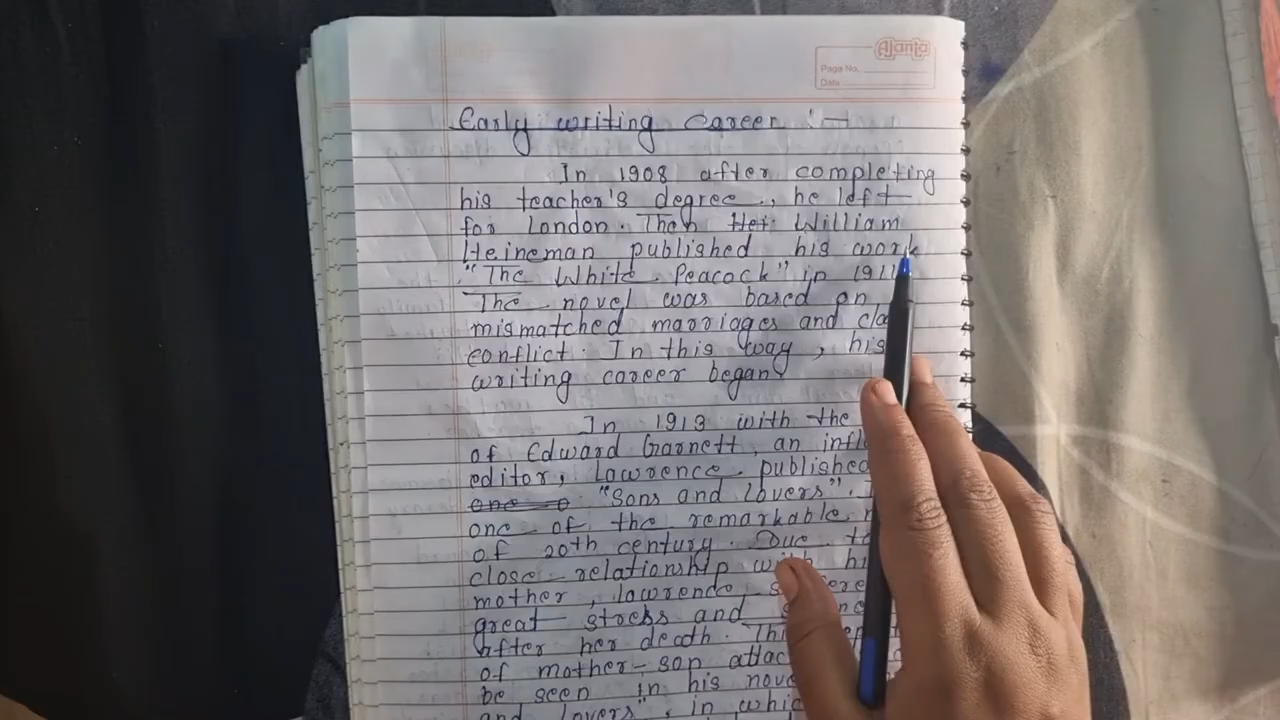 Ajanta
Page No.
Date
Early writing career :-
In 1908 after completing
his teacher's degree, he left
for London. Then Hei William
Heineman published his work
"The White Peacock" in 1911
The novel was based on
mismatched marriages and
conflict. In this way, his
writing career began
In 1913 with the
of Edward Garnett, an
editor, Lawrence published
one "Sons and Lovers".
one of the remarkable
of 20th century. Due
close relationship with
mother, lawrence
great stress and
after her death.
of mother-son
be seen in his
and lovers", in